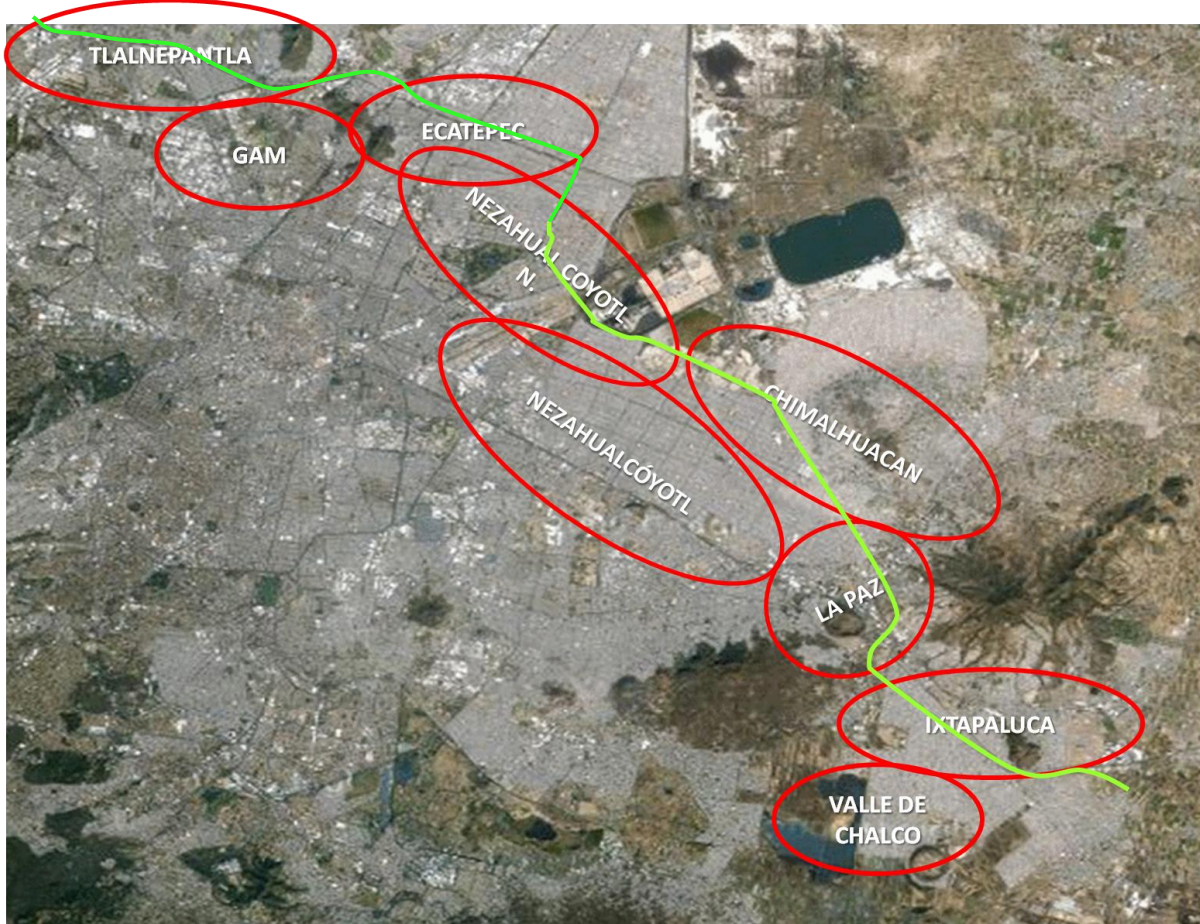 TLALNEPANTLA
GAM
ECATEPEC
NEZAHUALCOYOTL
N.
NEZAHUALCÓYOTL
CHIMALHUACAN
LA PAZ
IXTAPALUCA
VALLE DE
CHALCO